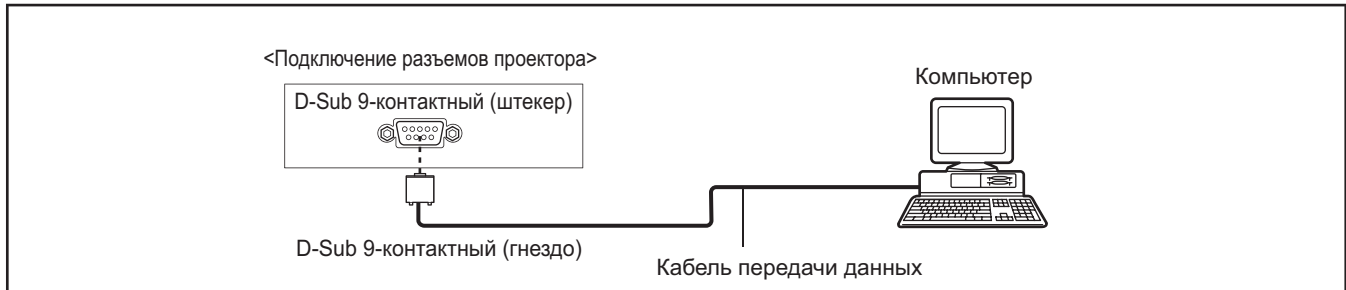 <Подключение разъемов проектора>
D-Sub 9-контактный (штекер)
Компьютер
D-Sub 9-контактный (гнездо)
Кабель передачи данных